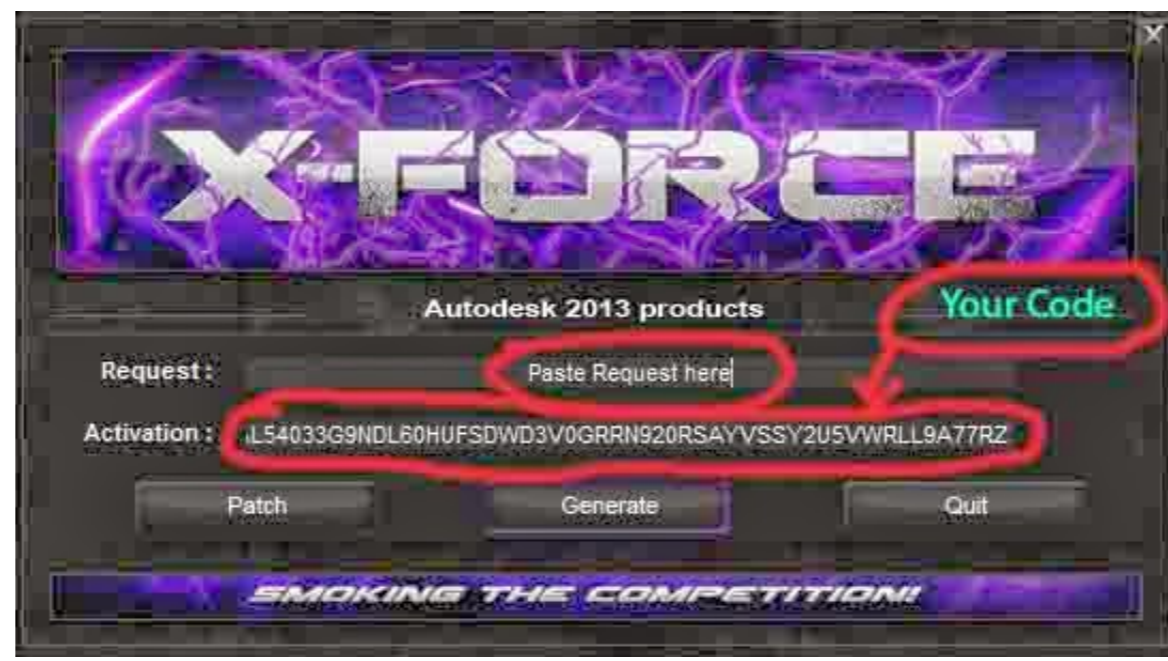 X-FORCE
Autodesk 2013 products
Your Code
Request : Paste Request here
Activation : L54033G9NDL60HUFSDWD3V0GRRN920RSAYVSSY2U5VWRLL9A77RZ
Patch Generate Quit
SMOKING THE COMPETITION!